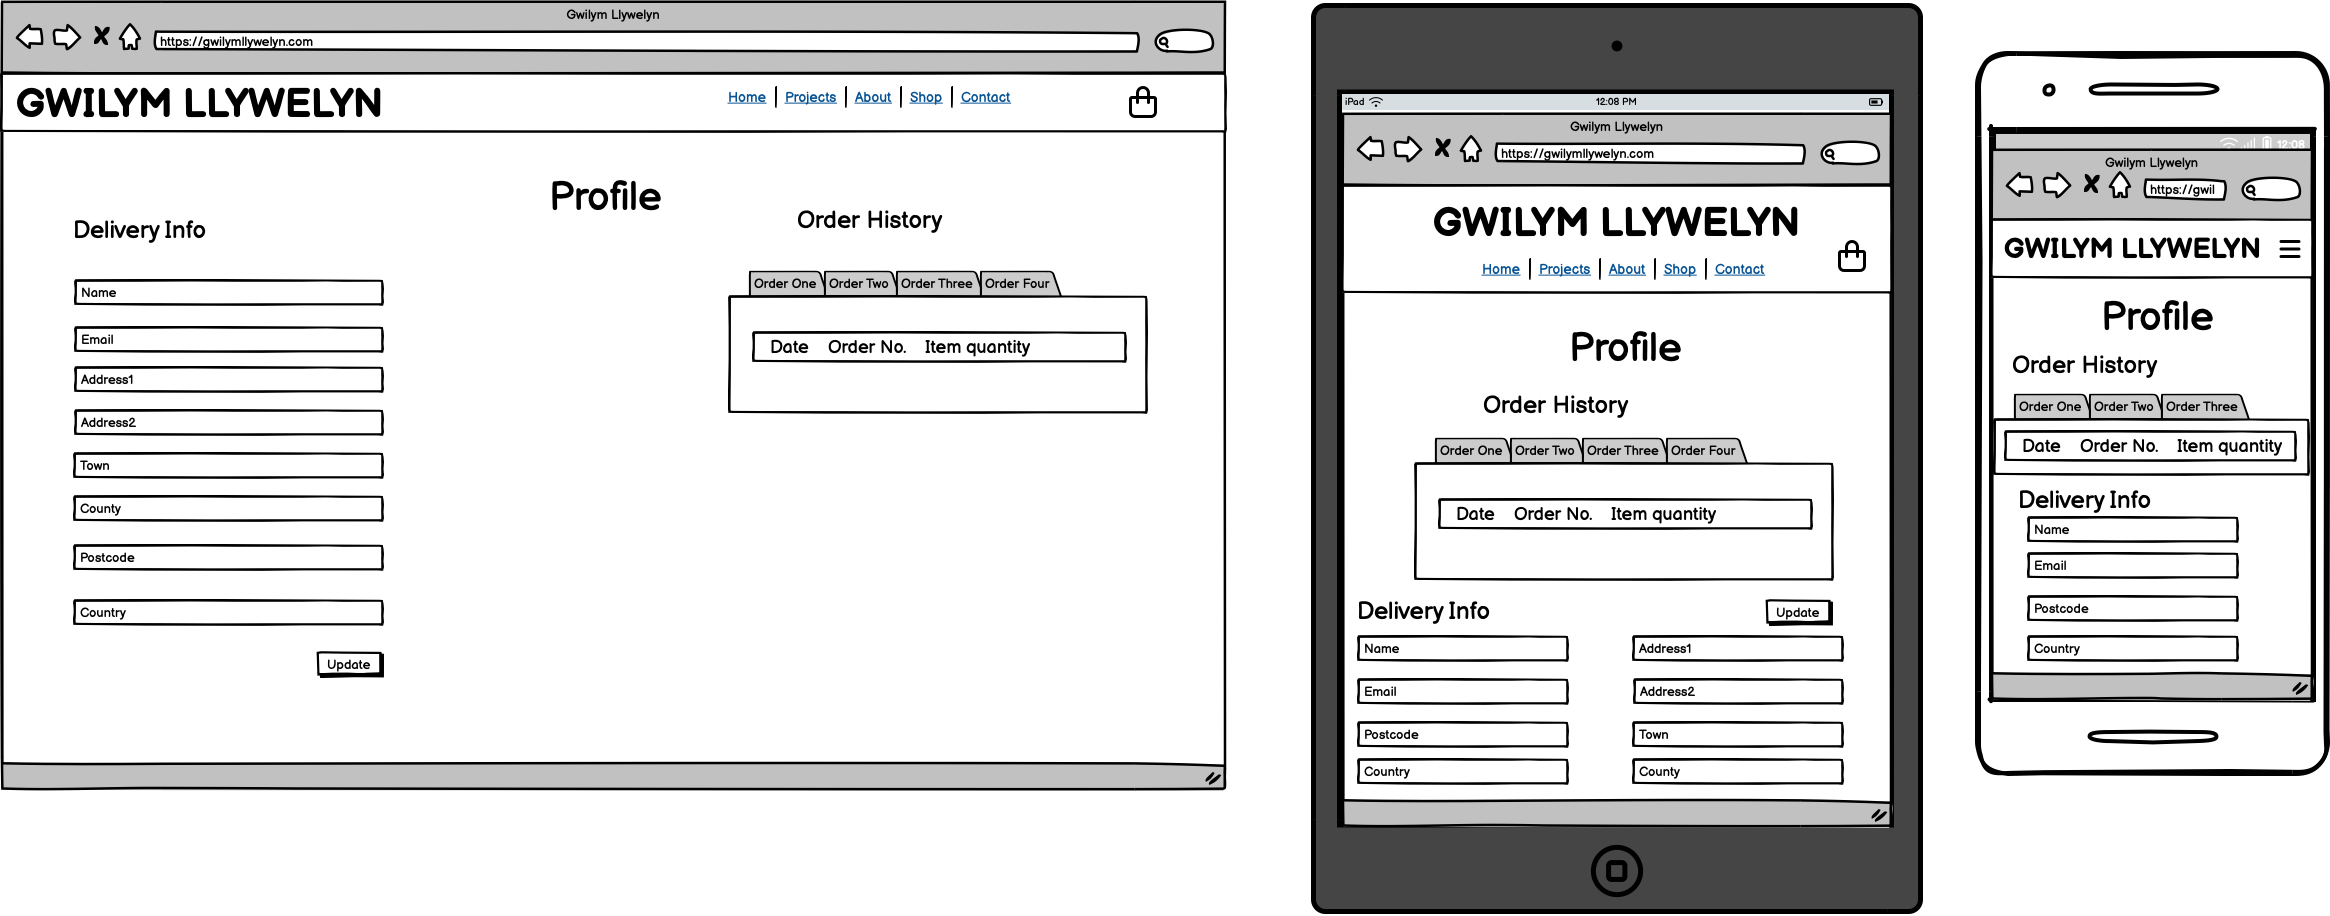 Gwilym Llywelyn
https://gwilymllywelyn.com
GWILYM LLYWELYN
Home Projects About Shop Contact
Profile
Delivery Info
Name
Email
Address1
Address2
Town
County
Postcode
Country
Update
Order History
Order One Order Two Order Three Order Four
Date Order No. Item quantity
iPad 12:08 PM
Gwilym Llywelyn
https://gwilymllywelyn.com
GWILYM LLYWELYN
Home Projects About Shop Contact
Profile
Order History
Order One Order Two Order Three Order Four
Date Order No. Item quantity
Delivery Info Update
Name Address1
Email Address2
Postcode Town
Country County
12:08
Gwilym Llywelyn
https://gwil
GWILYM LLYWELYN
Profile
Order History
Order One Order Two Order Three
Date Order No. Item quantity
Delivery Info
Name
Email
Postcode
Country